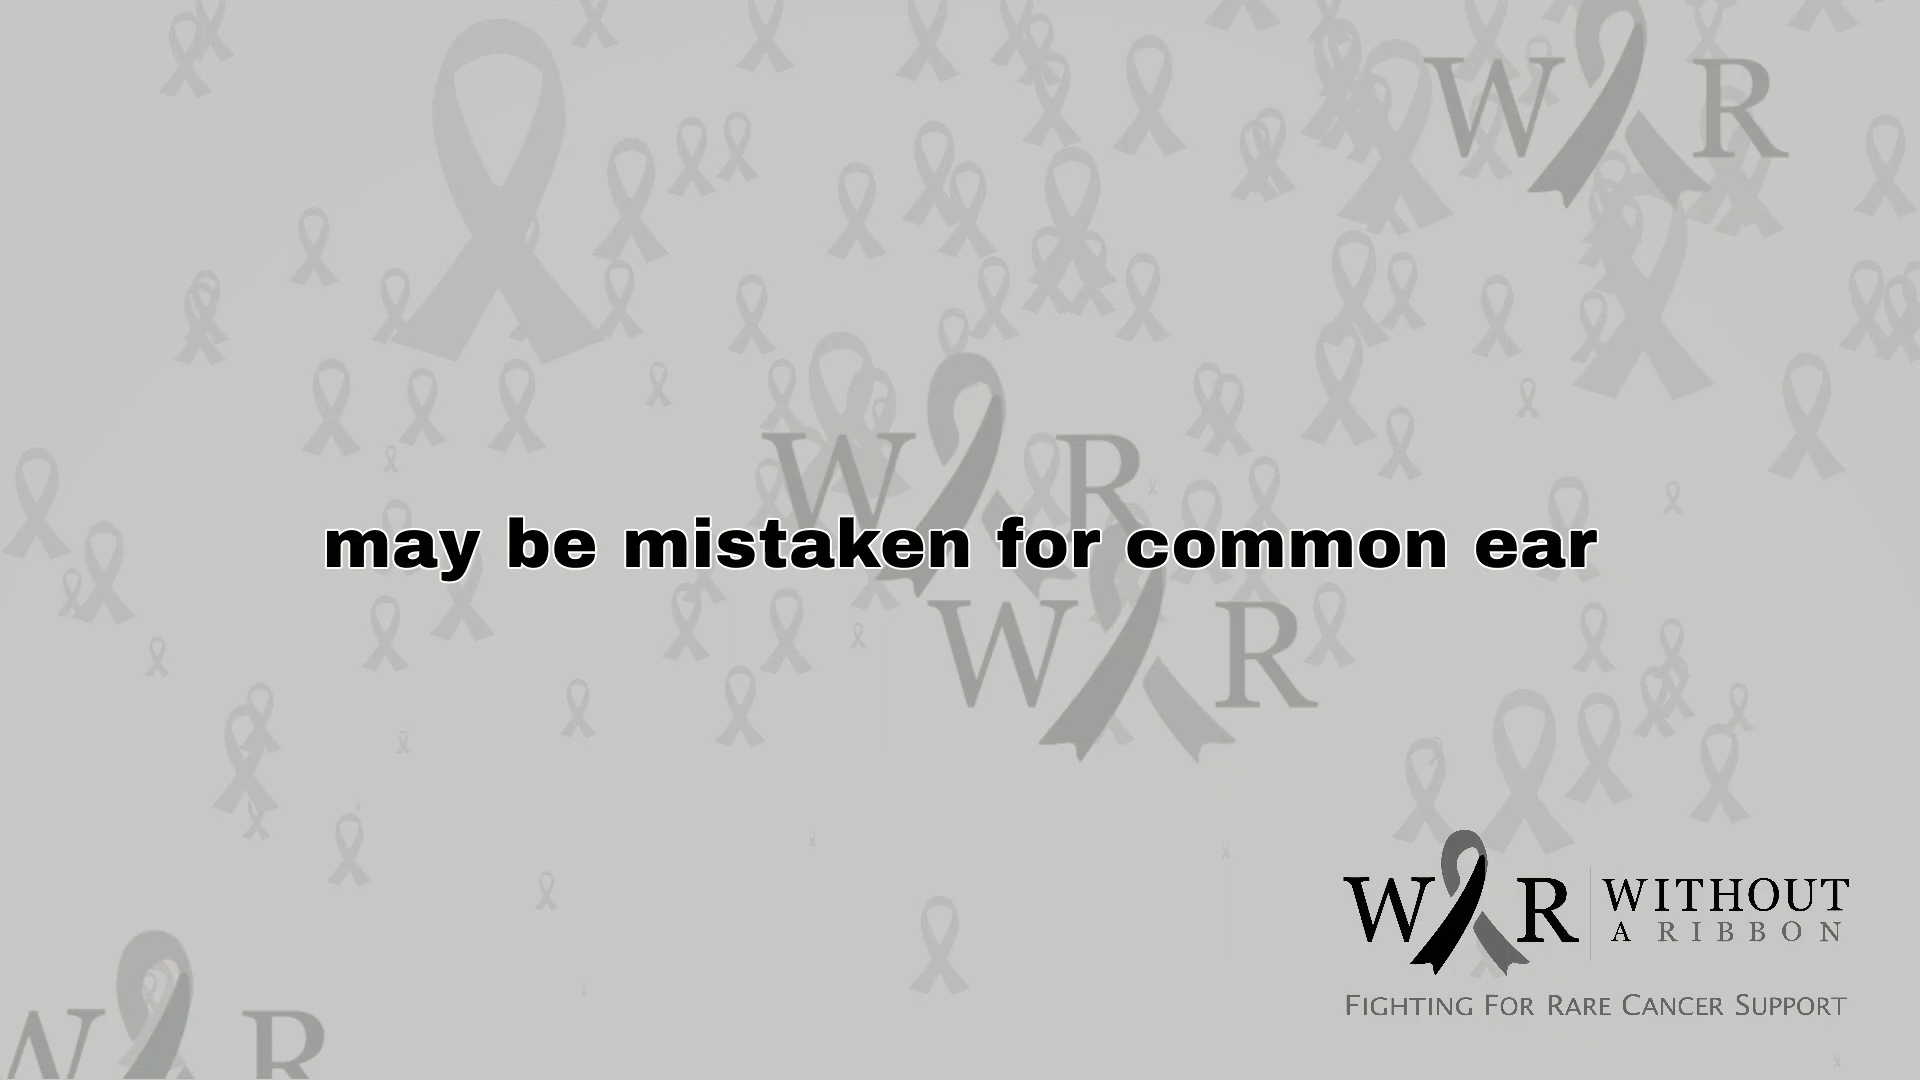 W R
W R
may be mistaken for common ear
W R
W R WITHOUT
A RIBBON
FIGHTING FOR RARE CANCER SUPPORT
W R